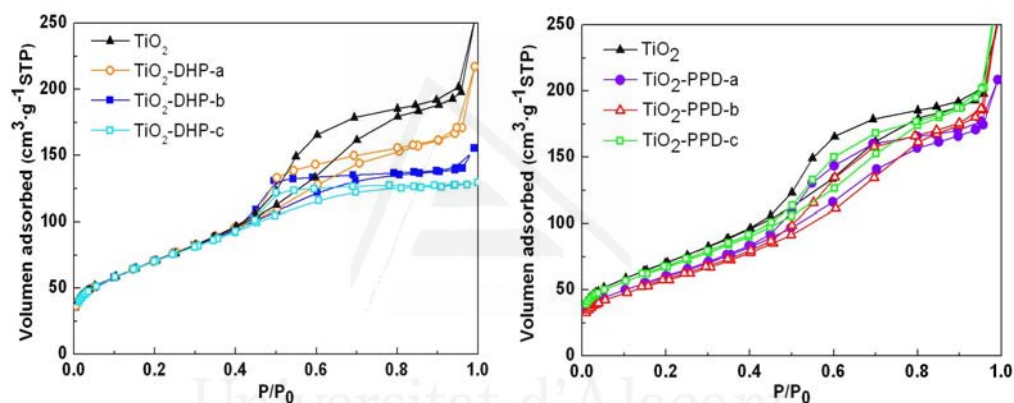 250
200
150
100
50
0
0.0 0.2 0.4 0.6 0.8 1.0
P/P₀
Volumen adsorbed (cm³·g⁻¹STP)
TiO₂
TiO₂-DHP-a
TiO₂-DHP-b
TiO₂-DHP-c
250
200
150
100
50
0
0.0 0.2 0.4 0.6 0.8 1.0
P/P₀
Volumen adsorbed (cm³·g⁻¹STP)
TiO₂
TiO₂-PPD-a
TiO₂-PPD-b
TiO₂-PPD-c
Universitat d'Alacant